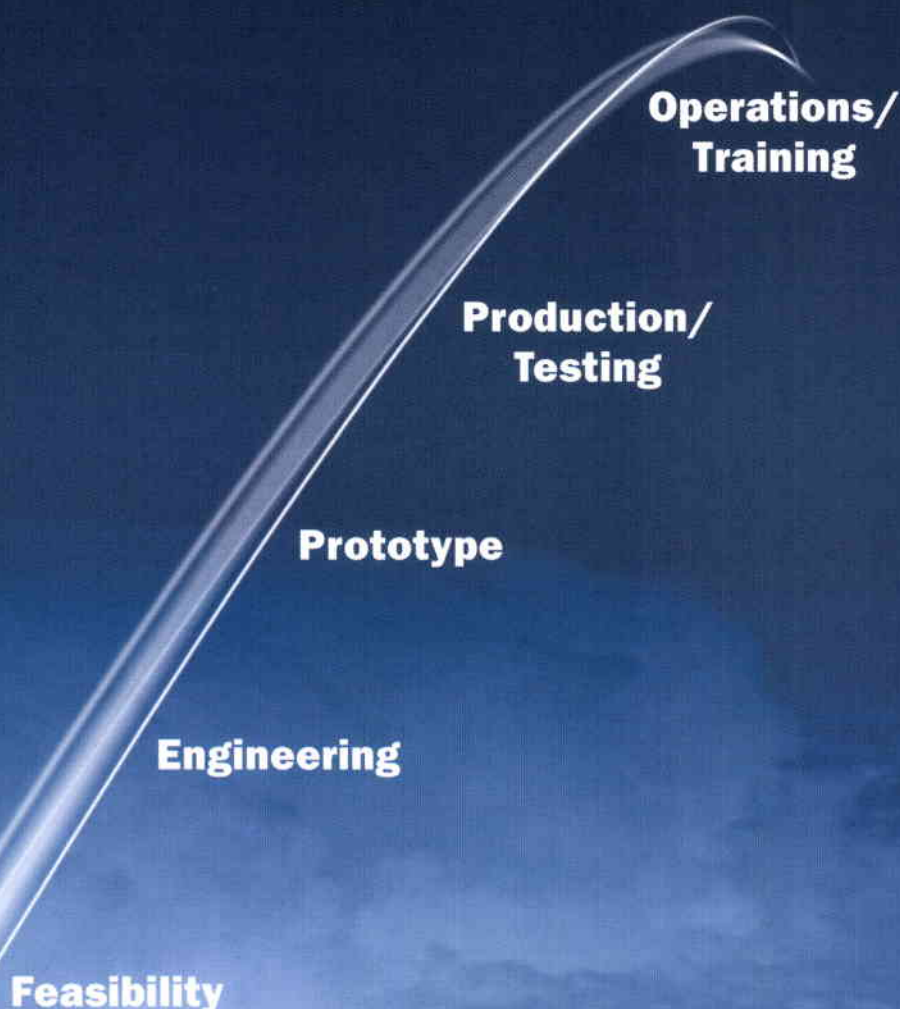 Operations/
Training
Production/
Testing
Prototype
Engineering
Feasibility